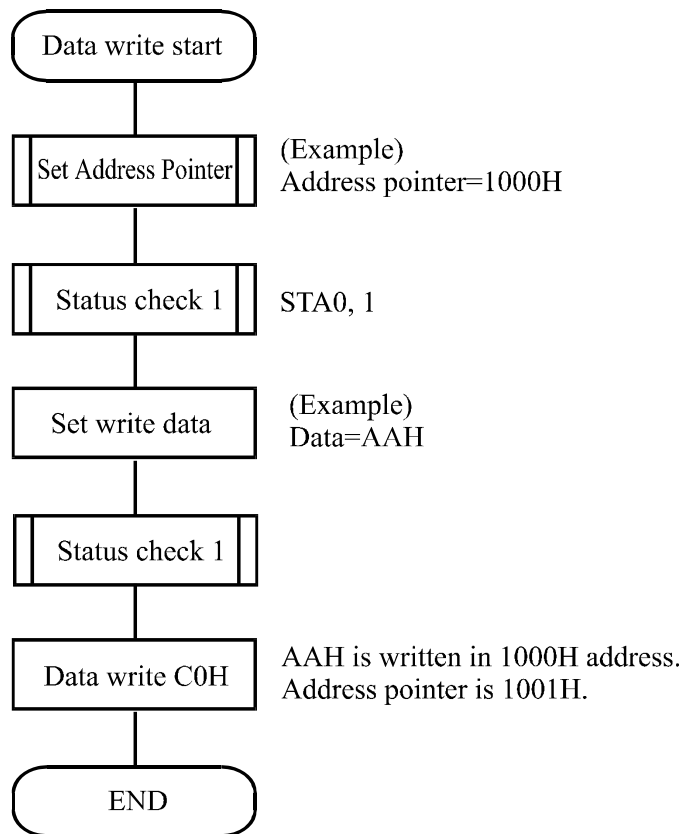 Data write start
Set Address Pointer
(Example)
Address pointer=1000H
Status check 1
STA0, 1
Set write data
(Example)
Data=AAH
Status check 1
Data write C0H
AAH is written in 1000H address.
Address pointer is 1001H.
END